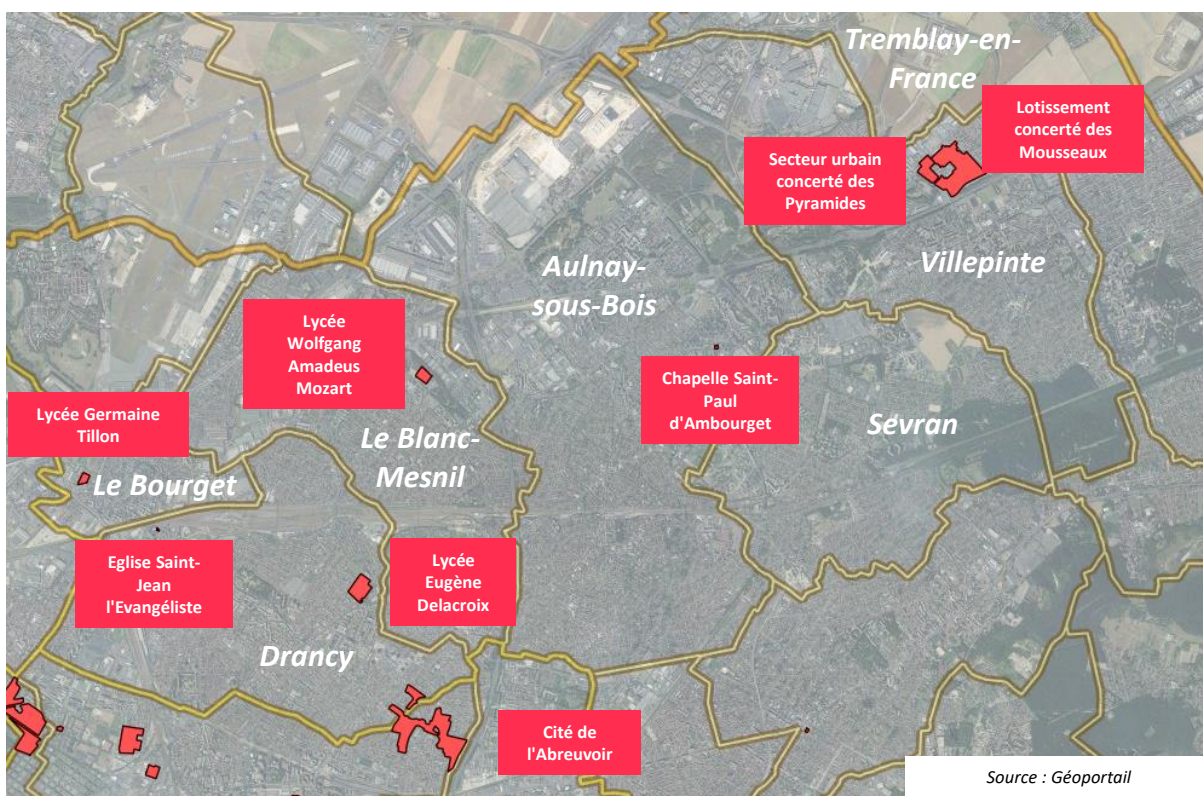 Tremblay-en-
France
Lotissement
concerté des
Mousseaux
Secteur urbain
concerté des
Pyramides
Villepinte
Aulnay-
sous-Bois
Lycée
Wolfgang
Amadeus
Mozart
Chapelle Saint-
Paul
d'Ambourget
Sevran
Lycée Germaine
Tillon
Le Blanc-
Mesnil
Le Bourget
Eglise Saint-
Jean
l'Evangéliste
Lycée
Eugène
Delacroix
Drancy
Cité de
l'Abreuvoir
Source : Géoportail